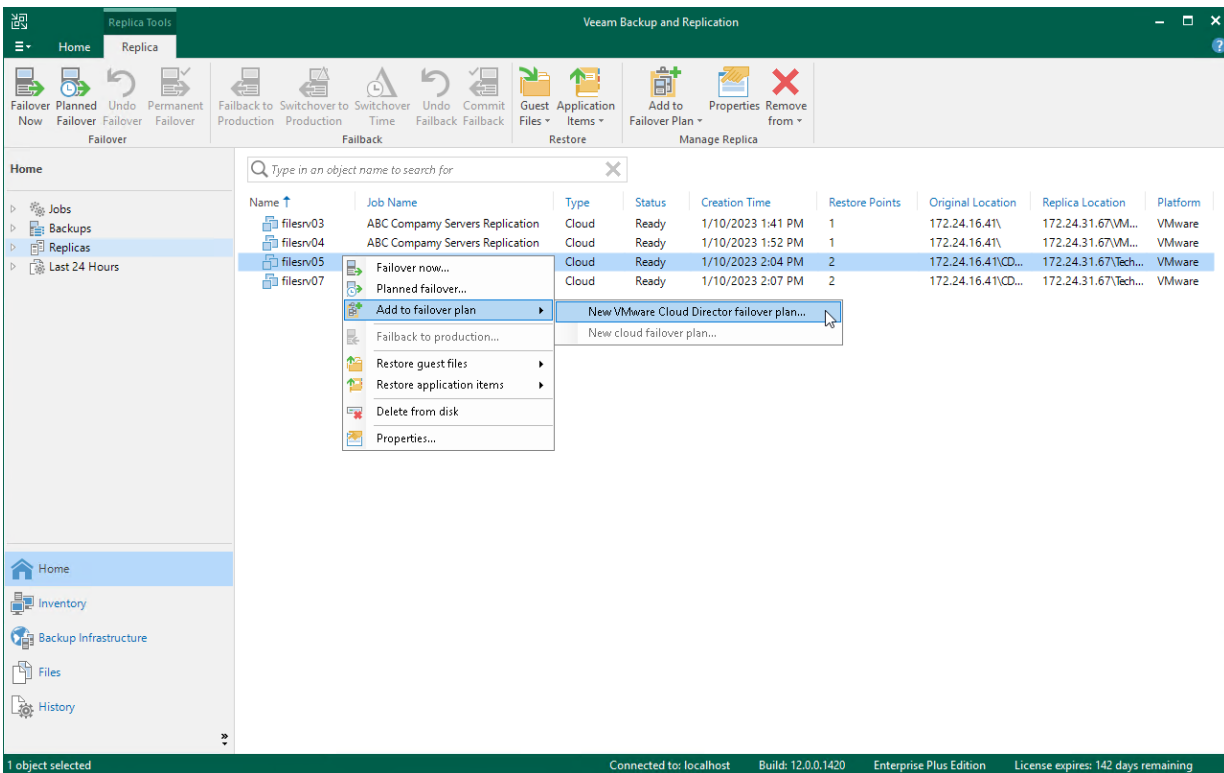 Replica Tools
Veeam Backup and Replication
Home Replica
Failover Now
Planned Failover
Undo Failover
Permanent Failover
Failback to Production
Switchover to Production
Switchover Time
Undo Failback
Commit Failback
Guest Files
Application Items
Add to Failover Plan
Properties
Remove from
Failover Failback Restore Manage Replica
Home
Type in an object name to search for
Jobs
Backups
Replicas
Last 24 Hours
Name Job Name Type Status Creation Time Restore Points Original Location Replica Location Platform
filesrv03 ABC Compamy Servers Replication Cloud Ready 1/10/2023 1:41 PM 1 172.24.16.41\ 172.24.31.67\VM... VMware
filesrv04 ABC Compamy Servers Replication Cloud Ready 1/10/2023 1:52 PM 1 172.24.16.41\ 172.24.31.67\VM... VMware
filesrv05 Cloud Ready 1/10/2023 2:04 PM 2 172.24.16.41\CD... 172.24.31.67\Tech... VMware
filesrv07 Cloud Ready 1/10/2023 2:07 PM 2 172.24.16.41\CD... 172.24.31.67\Tech... VMware
Failover now...
Planned failover...
Add to failover plan
New VMware Cloud Director failover plan...
New cloud failover plan...
Failback to production...
Restore guest files
Restore application items
Delete from disk
Properties...
Home
Inventory
Backup Infrastructure
Files
History
1 object selected Connected to: localhost Build: 12.0.0.1420 Enterprise Plus Edition License expires: 142 days remaining